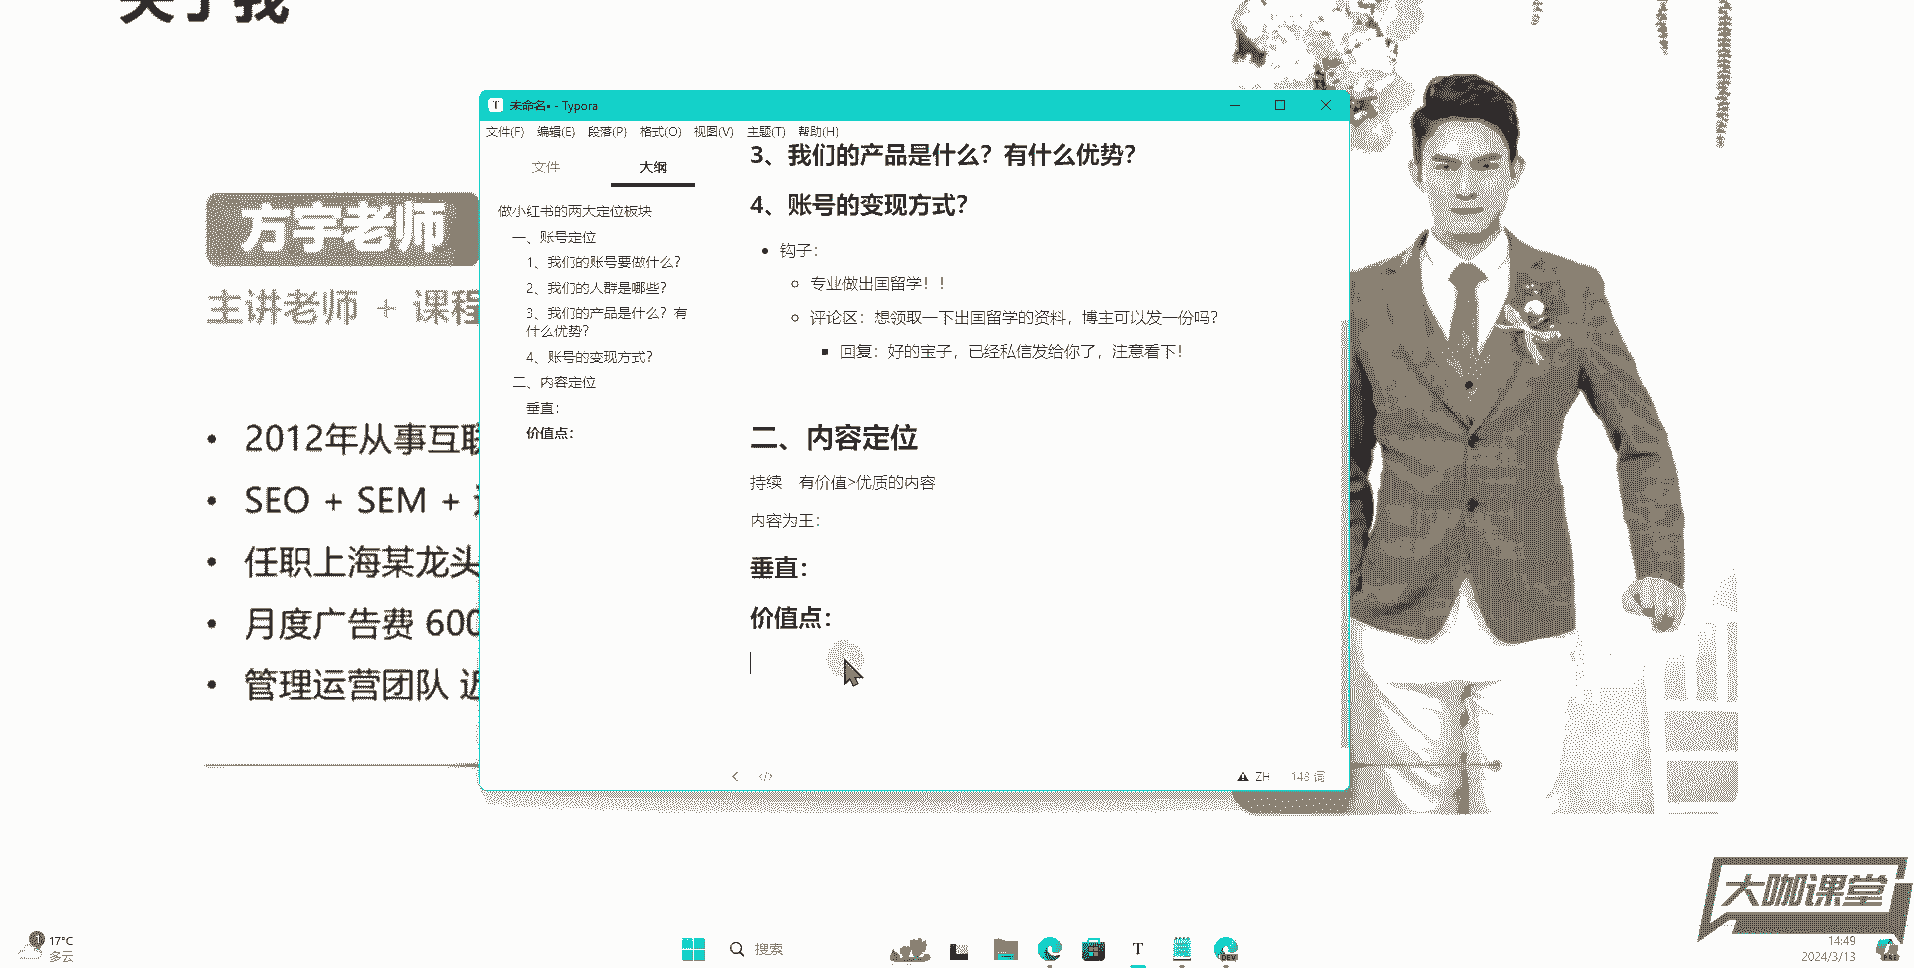 关于我
方宇老师
主讲老师 + 课程
2012年从事互联
SEO + SEM +
任职上海某龙头
月度广告费 600
管理运营团队 近
未命名• - Typora
文件(F) 编辑(E) 段落(P) 格式(O) 视图(V) 主题(T) 帮助(H)
文件 大纲
做小红书的两大定位板块
一、账号定位
1、我们的账号要做什么？
2、我们的人群是哪些？
3、我们的产品是什么？有
什么优势？
4、账号的变现方式？
二、内容定位
垂直：
价值点：
3、我们的产品是什么？有什么优势？
4、账号的变现方式？
钩子：
专业做出国留学！！
评论区：想领取一下出国留学的资料，博主可以发一份吗？
回复：好的宝子，已经私信发给你了，注意看下！
二、内容定位
持续 有价值>优质的内容
内容为王：
垂直：
价值点：
ZH 148 词
大咖课堂
1
17°C
多云
搜索
T
DEV
14:49
2024/3/13
PRE